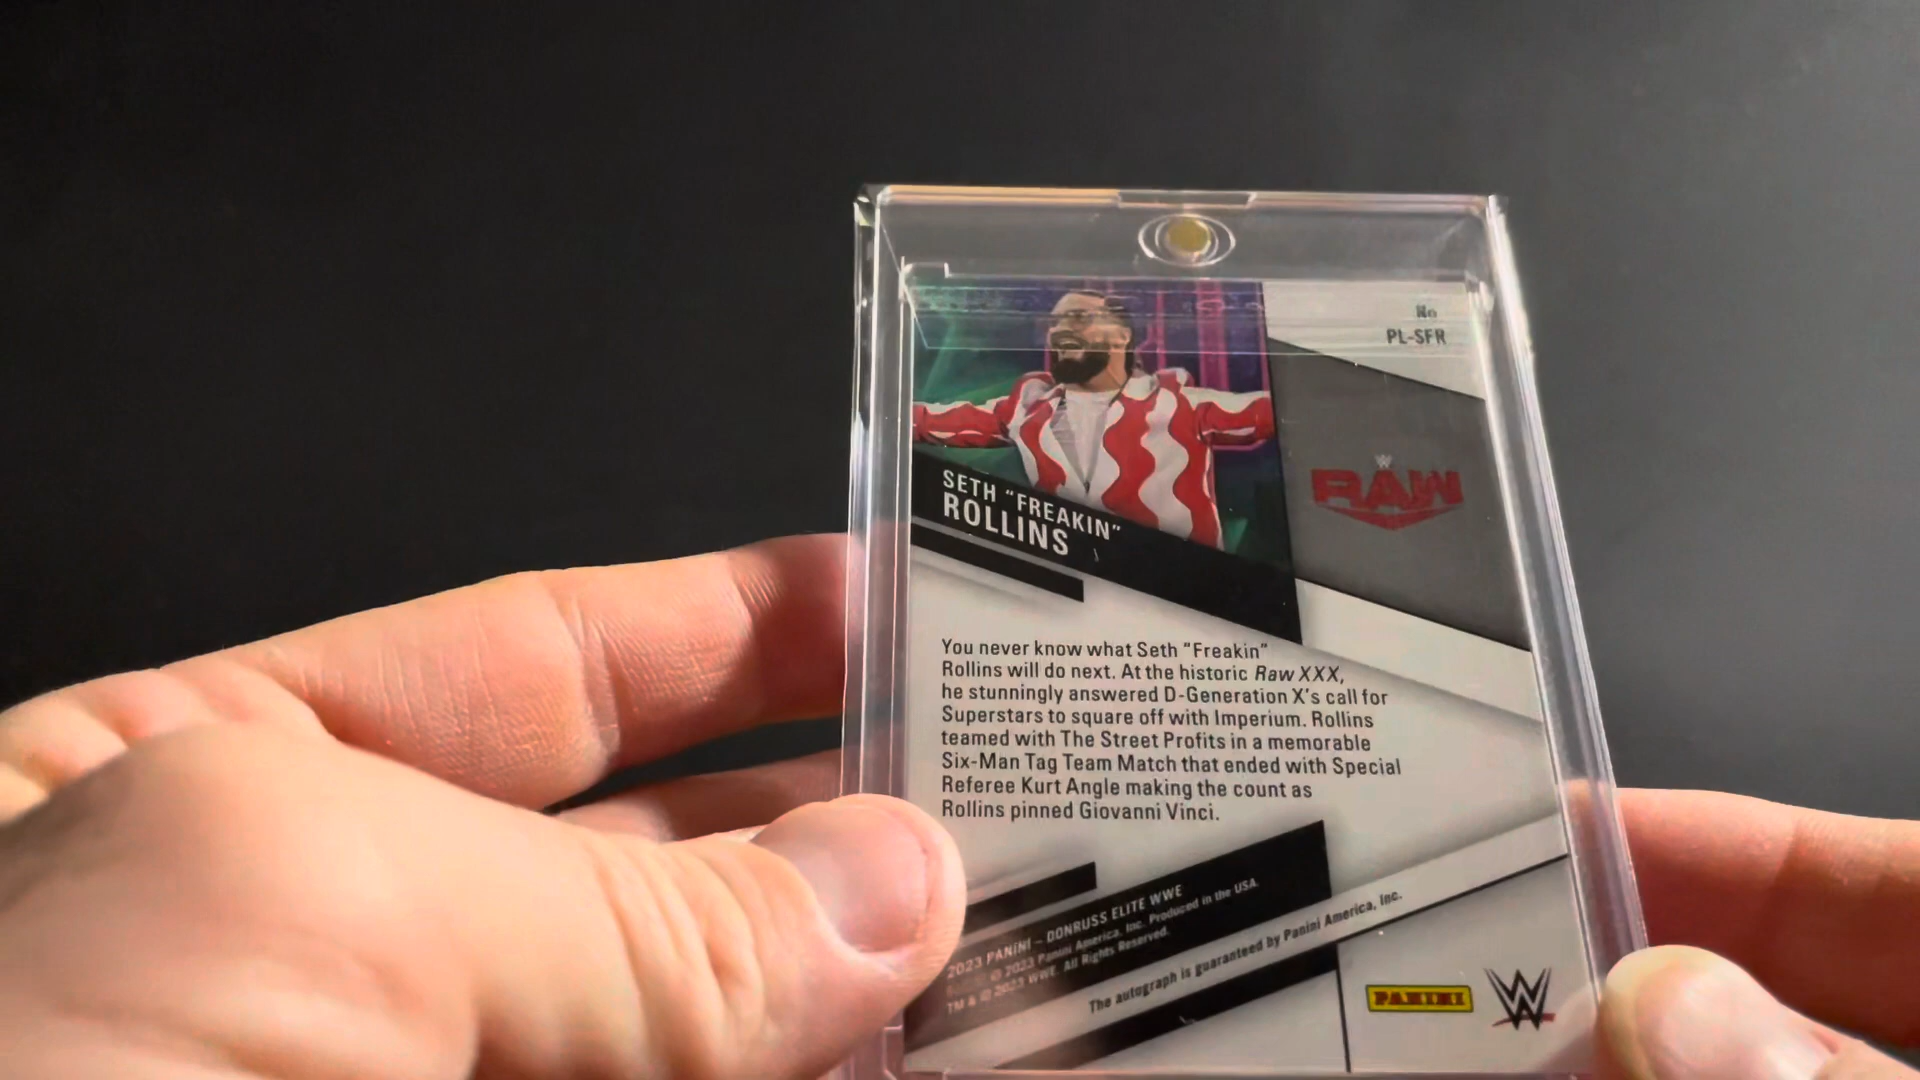 No
PL-SFR
W
RAW
SETH "FREAKIN"
ROLLINS
You never know what Seth "Freakin"
Rollins will do next. At the historic Raw XXX,
he stunningly answered D-Generation X's call for
Superstars to square off with Imperium. Rollins
teamed with The Street Profits in a memorable
Six-Man Tag Team Match that ended with Special
Referee Kurt Angle making the count as
Rollins pinned Giovanni Vinci.
2023 PANINI – DONRUSS ELITE WWE
© 2023 Panini America, Inc. Produced in the USA.
TM & © 2023 WWE. All Rights Reserved.
The autograph is guaranteed by Panini America, Inc.
PANINI
W